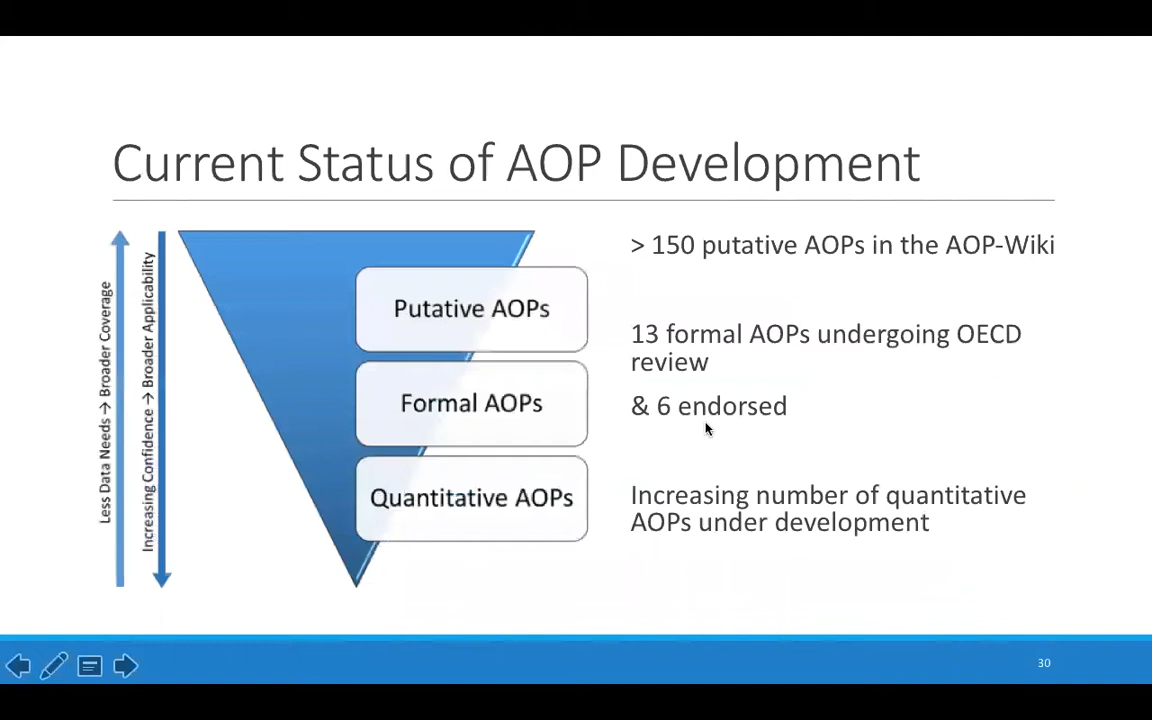 Current Status of AOP Development
Less Data Needs → Broader Coverage
Increasing Confidence → Broader Applicability
Putative AOPs
Formal AOPs
Quantitative AOPs
> 150 putative AOPs in the AOP-Wiki
13 formal AOPs undergoing OECD
review
& 6 endorsed
Increasing number of quantitative
AOPs under development
30